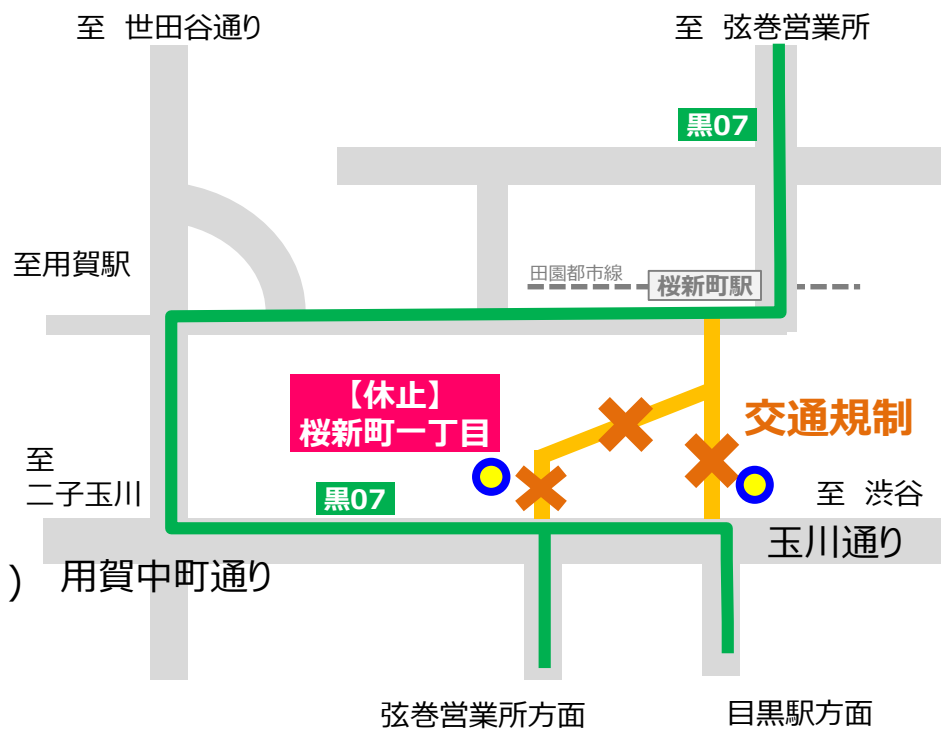 至 世田谷通り
至 弦巻営業所
黒07
至用賀駅
田園都市線
桜新町駅
【休止】
桜新町一丁目
交通規制
至
二子玉川
黒07
至 渋谷
玉川通り
) 用賀中町通り
弦巻営業所方面
目黒駅方面